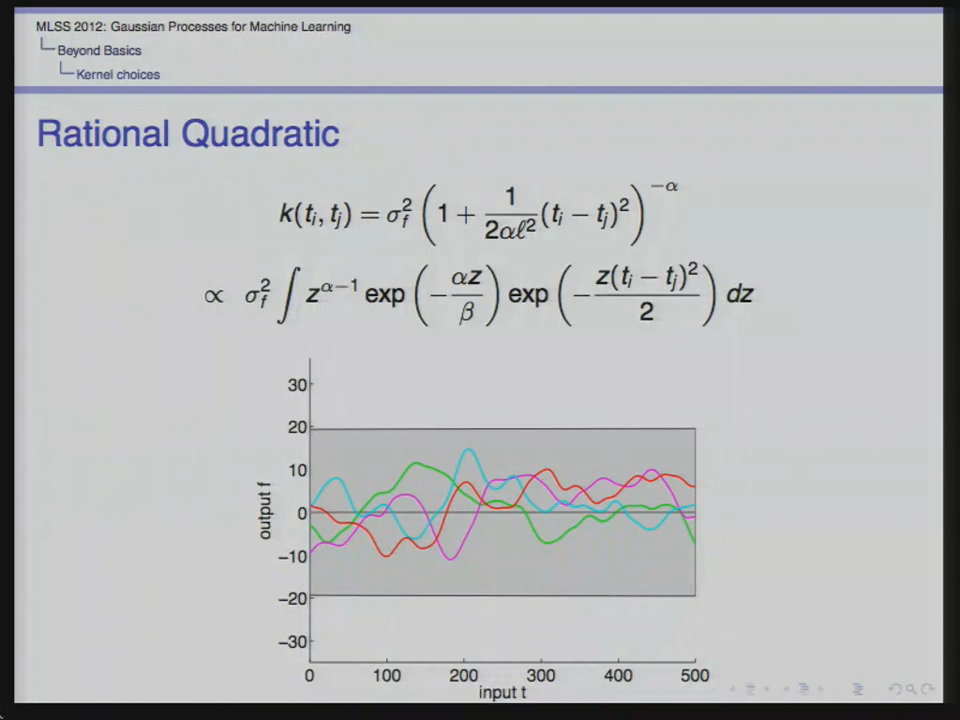 MLSS 2012: Gaussian Processes for Machine Learning
Beyond Basics
Kernel choices
Rational Quadratic
k(tᵢ, tⱼ) = σ_f² (1 + 1/(2αℓ²) (tᵢ − tⱼ)²)^−α
∝ σ_f² ∫ z^(α−1) exp (−αz/β) exp (−z(tᵢ − tⱼ)²/2) dz
30
20
10
0
−10
−20
−30
output f
0 100 200 300 400 500
input t